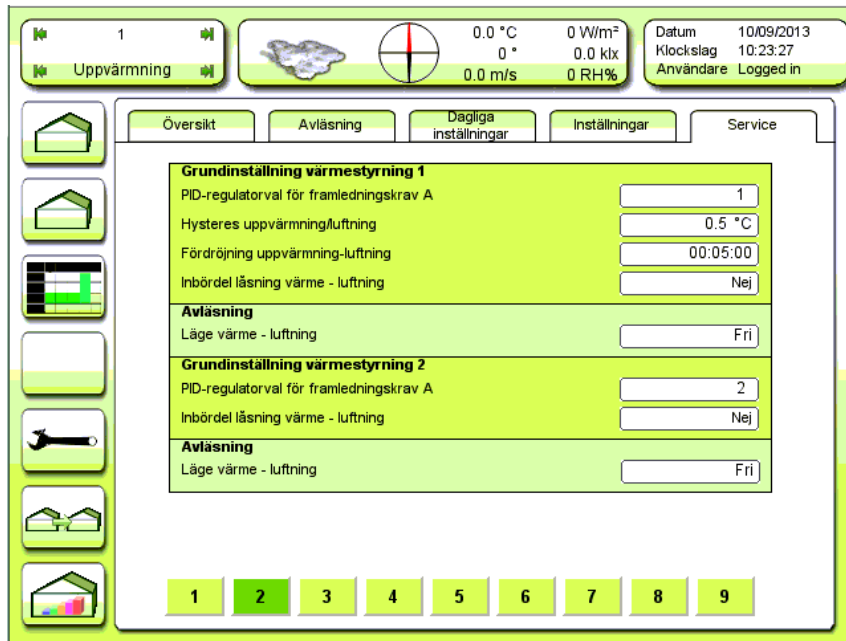 1
Uppvärmning
0.0 °C 0 W/m²
0 ° 0.0 klx
0.0 m/s 0 RH%
Datum 10/09/2013
Klockslag 10:23:27
Användare Logged in
Översikt
Avläsning
Dagliga
inställningar
Inställningar
Service
Grundinställning värmestyrning 1
PID-regulatorval för framledningskrav A 1
Hysteres uppvärmning/luftning 0.5 °C
Fördröjning uppvärmning-luftning 00:05:00
Inbördel låsning värme - luftning Nej
Avläsning
Läge värme - luftning Fri
Grundinställning värmestyrning 2
PID-regulatorval för framledningskrav A 2
Inbördel låsning värme - luftning Nej
Avläsning
Läge värme - luftning Fri
1 2 3 4 5 6 7 8 9